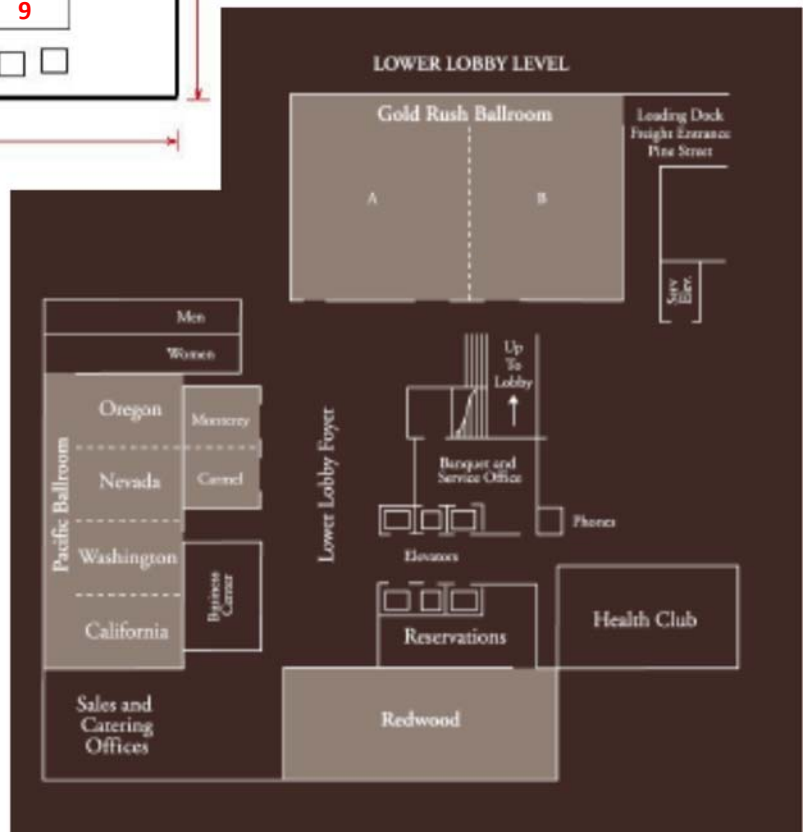 9
LOWER LOBBY LEVEL
Gold Rush Ballroom
A
B
Loading Dock
Freight Entrance
Pine Street
Serv
Elev.
Men
Women
Up
To
Lobby
Oregon
Monterey
Nevada
Carmel
Washington
California
Pacific Ballroom
Business
Center
Lower Lobby Foyer
Banquet and
Service Office
Phones
Elevators
Reservations
Health Club
Sales and
Catering
Offices
Redwood